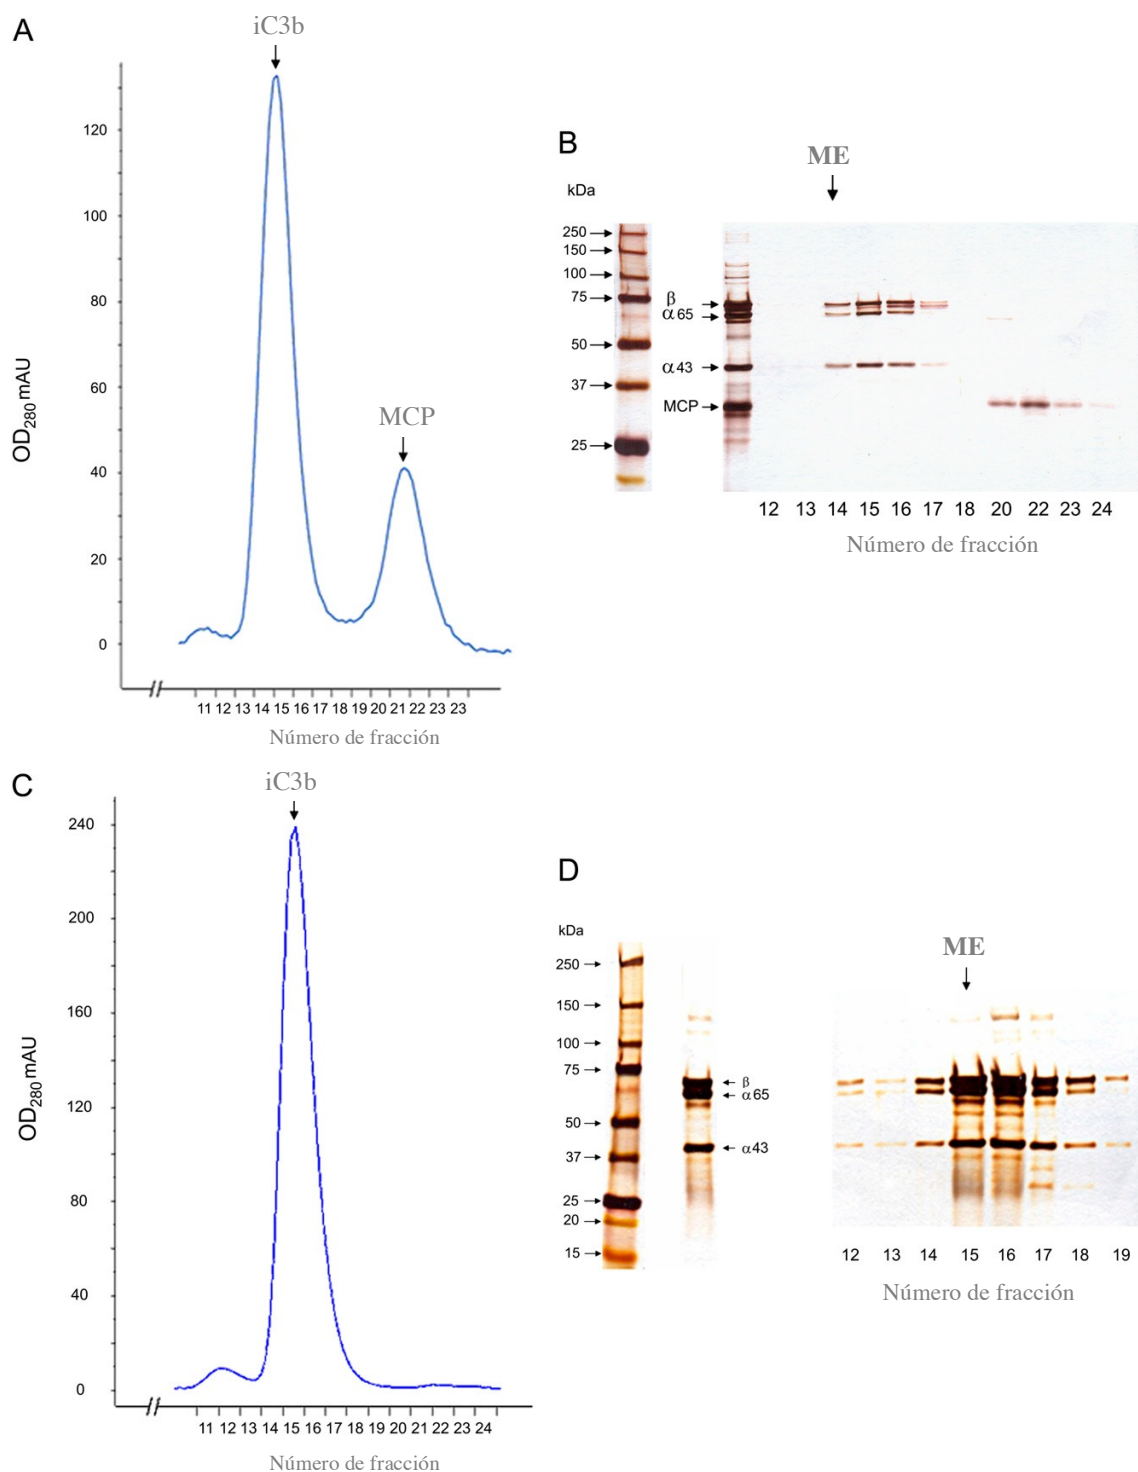 A
iC3b
MCP
120
100
80
60
40
20
0
OD280 mAU
11 12 13 14 15 16 17 18 19 20 21 22 23 23
Número de fracción
B
ME
kDa
250
150
100
75
50
37
25
β
α65
α43
MCP
12 13 14 15 16 17 18 20 22 23 24
Número de fracción
C
iC3b
240
200
160
120
80
40
0
OD280 mAU
11 12 13 14 15 16 17 18 19 20 21 22 23 24
Número de fracción
D
kDa
ME
250
150
100
75
50
37
25
20
15
β
α65
α43
12 13 14 15 16 17 18 19
Número de fracción